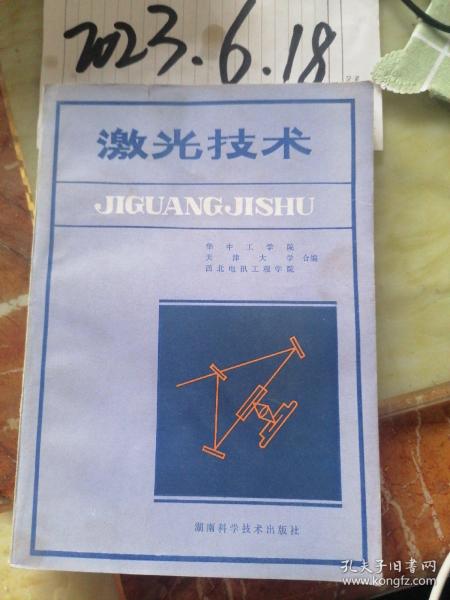 2023.6.18
激光技术
JIGUANG JISHU
华中工学院
天津大学 合编
西北电讯工程学院
湖南科学技术出版社
孔夫子旧书网
www.kongfz.com